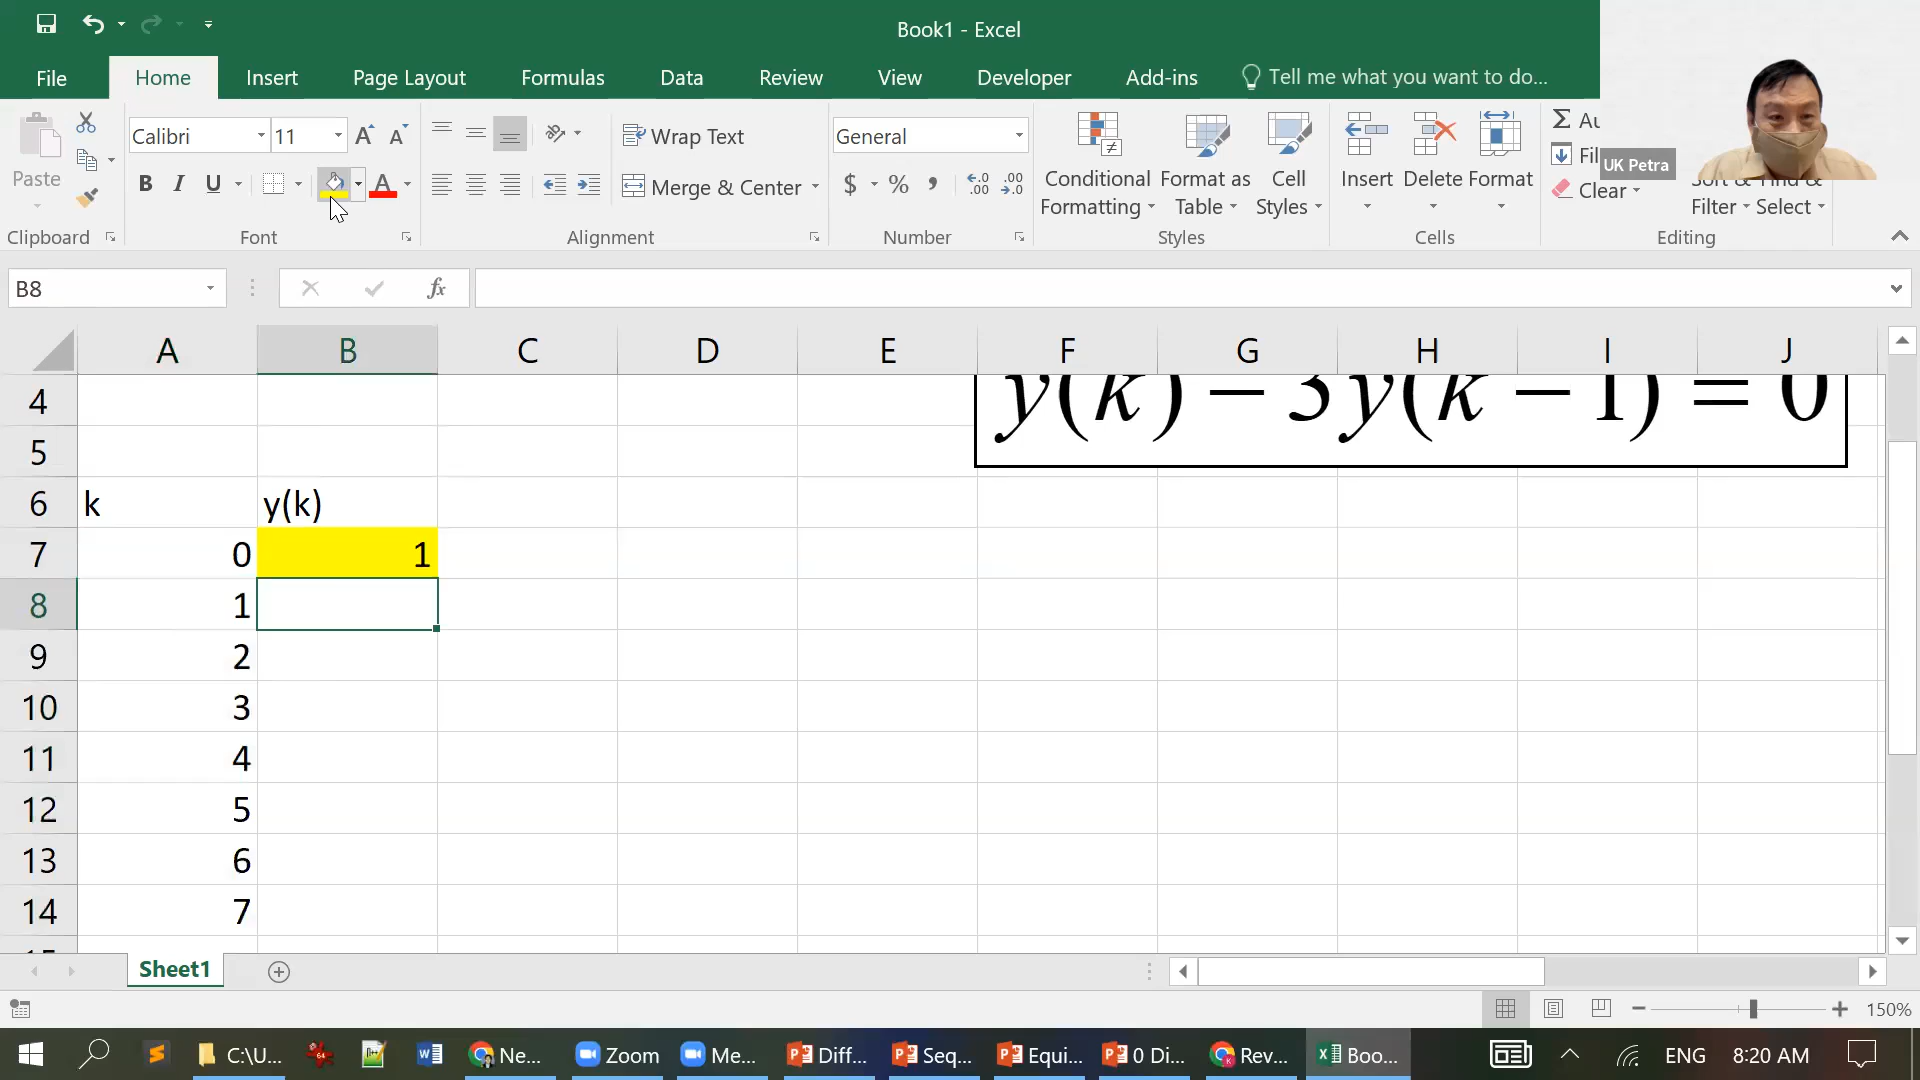 Book1 - Excel
File Home Insert Page Layout Formulas Data Review View Developer Add-ins Tell me what you want to do...
Calibri 11 Wrap Text General
Paste B I U Merge & Center $ % Conditional Formatting Format as Table Cell Styles Insert Delete Format Clear Filter Select
Clipboard Font Alignment Number Styles Cells Editing
UK Petra
B8 fx
A B C D E F G H I J
4 y(k) − 3y(k − 1) = 0
5
6 k y(k)
7 0 1
8 1
9 2
10 3
11 4
12 5
13 6
14 7
Sheet1
150%
C:\U... 64 Ne... Zoom Me... Diff... Seq... Equi... 0 Di... Rev... Boo... ENG 8:20 AM